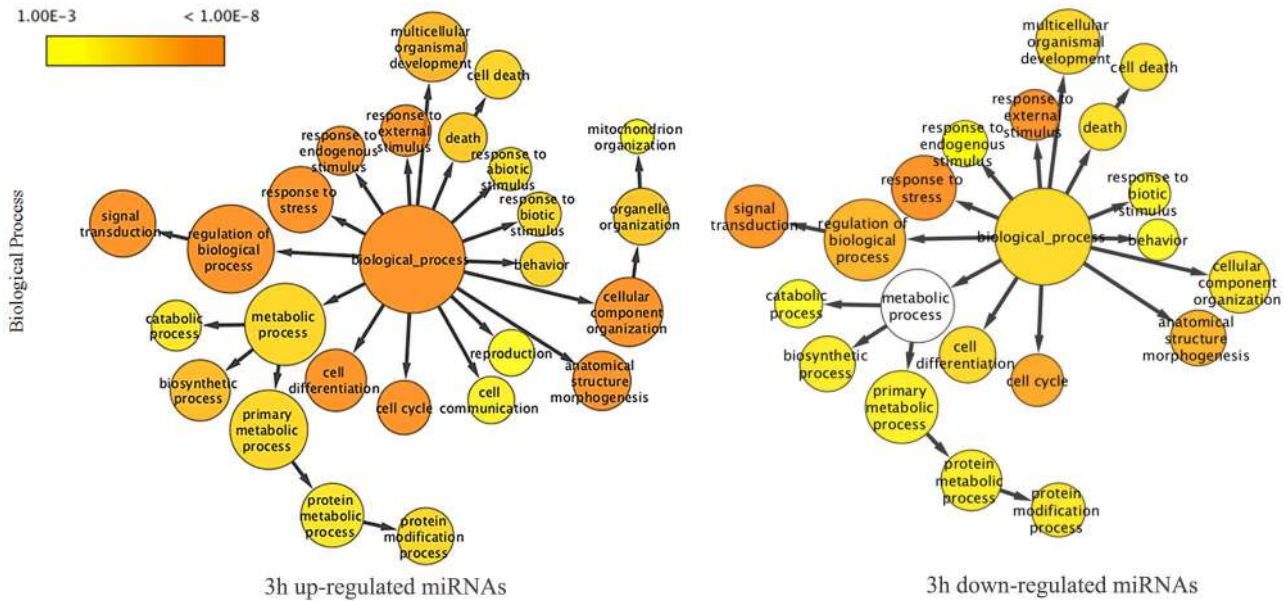 1.00E-3
< 1.00E-8
Biological Process
multicellular
organismal
development
cell death
response to
external
stimulus
death
mitochondrion
organization
response to
endogenous
stimulus
response to
abiotic
stimulus
response to
stress
response to
biotic
stimulus
organelle
organization
signal
transduction
regulation of
biological
process
biological_process
behavior
cellular
component
organization
metabolic
process
catabolic
process
reproduction
biosynthetic
process
cell
differentiation
cell cycle
cell
communication
anatomical
structure
morphogenesis
primary
metabolic
process
protein
metabolic
process
protein
modification
process
3h up-regulated miRNAs
multicellular
organismal
development
cell death
response to
external
stimulus
death
response to
endogenous
stimulus
response to
stress
response to
biotic
stimulus
signal
transduction
regulation of
biological
process
biological_process
behavior
cellular
component
organization
metabolic
process
catabolic
process
anatomical
structure
morphogenesis
biosynthetic
process
cell
differentiation
cell cycle
primary
metabolic
process
protein
metabolic
process
protein
modification
process
3h down-regulated miRNAs